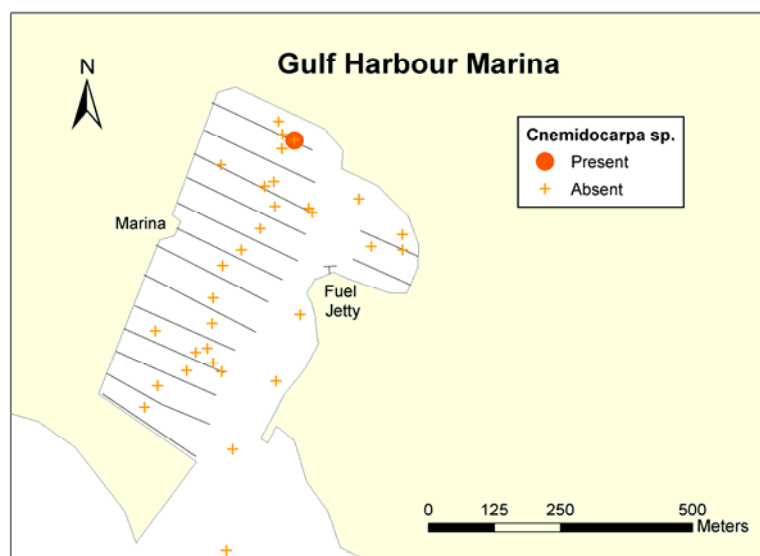 Gulf Harbour Marina
N
Cnemidocarpa sp.
Present
Absent
Marina
Fuel
Jetty
0 125 250 500
Meters